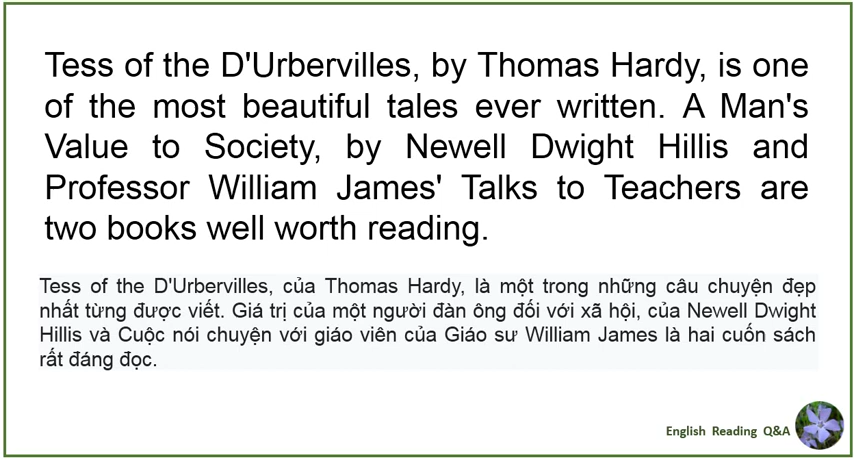 Tess of the D'Urbervilles, by Thomas Hardy, is one
of the most beautiful tales ever written. A Man's
Value to Society, by Newell Dwight Hillis and
Professor William James' Talks to Teachers are
two books well worth reading.
Tess of the D'Urbervilles, của Thomas Hardy, là một trong những câu chuyện đẹp
nhất từng được viết. Giá trị của một người đàn ông đối với xã hội, của Newell Dwight
Hillis và Cuộc nói chuyện với giáo viên của Giáo sư William James là hai cuốn sách
rất đáng đọc.
English Reading Q&A